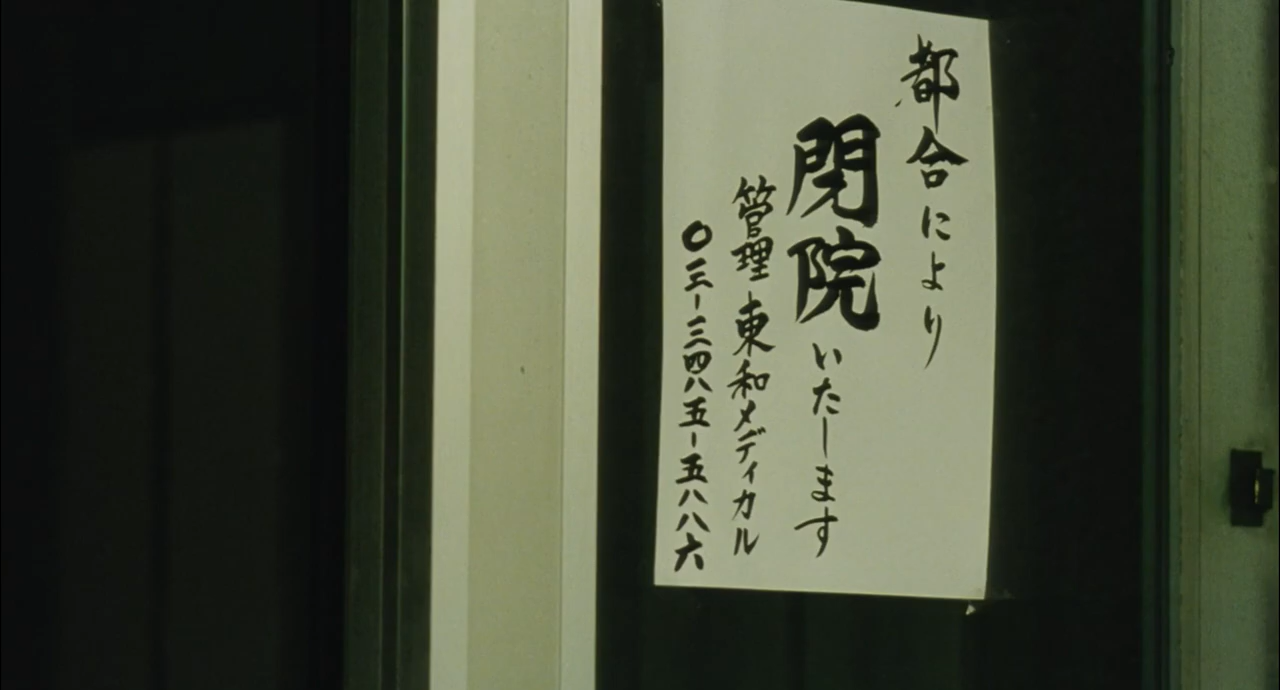 都合により
閉院いたします
管理 東和メディカル
〇三-三四八五-五八八六